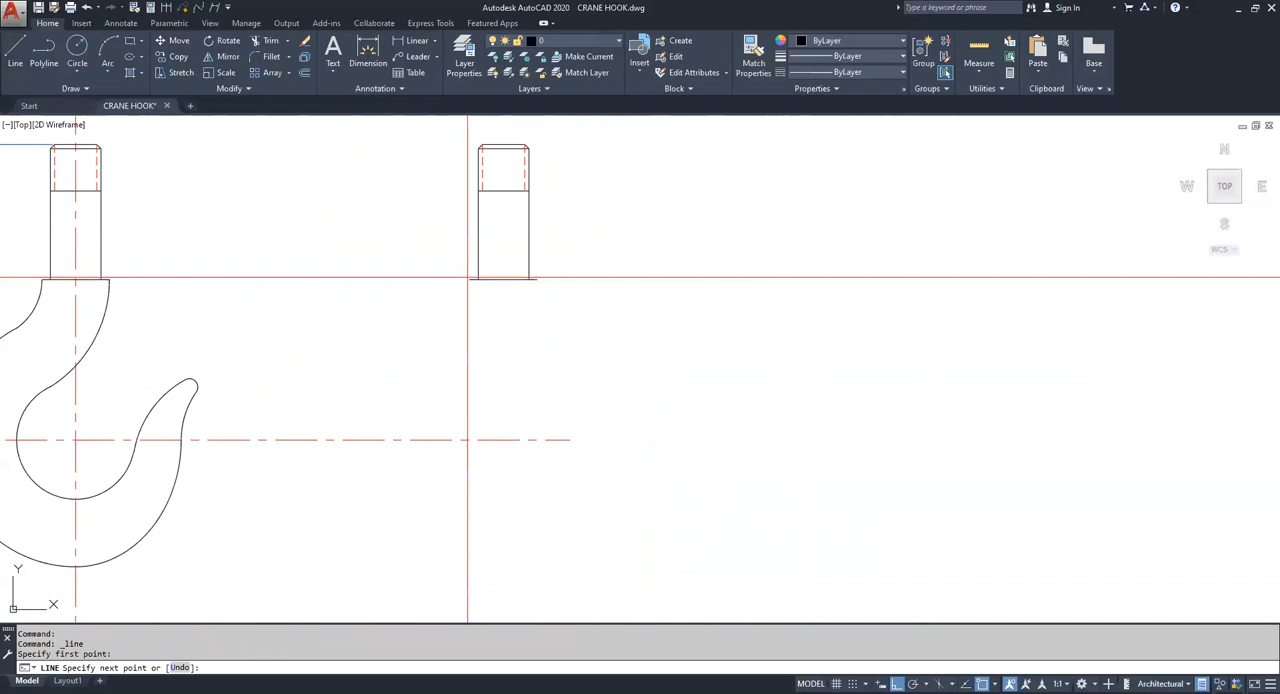 Autodesk AutoCAD 2020 CRANE HOOK.dwg
Type a keyword or phrase
Sign In
Home Insert Annotate Parametric View Manage Output Add-ins Collaborate Express Tools Featured Apps
Line Polyline Circle Arc
Move Rotate Trim
Copy Mirror Fillet
Stretch Scale Array
Text Dimension
Linear
Leader
Table
Layer Properties
0
Make Current
Match Layer
Insert
Create
Edit
Edit Attributes
Match Properties
ByLayer
ByLayer
ByLayer
Group
Measure
Paste
Base
Draw Modify Annotation Layers Block Properties Groups Utilities Clipboard View
Start CRANE HOOK*
[−][Top][2D Wireframe]
N
W TOP E
S
WCS
Y
X
Command:
Command: _line
Specify first point:
LINE Specify next point or [Undo]:
Model Layout1
MODEL 1:1 Architectural